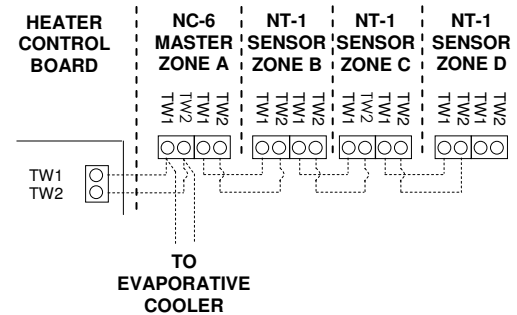 HEATER
CONTROL
BOARD
NC-6
MASTER
ZONE A
NT-1
SENSOR
ZONE B
NT-1
SENSOR
ZONE C
NT-1
SENSOR
ZONE D
TW1 TW2 TW1 TW2
TW1 TW2 TW1 TW2
TW1 TW2 TW1 TW2
TW1 TW2 TW1 TW2
TW1
TW2
TO
EVAPORATIVE
COOLER